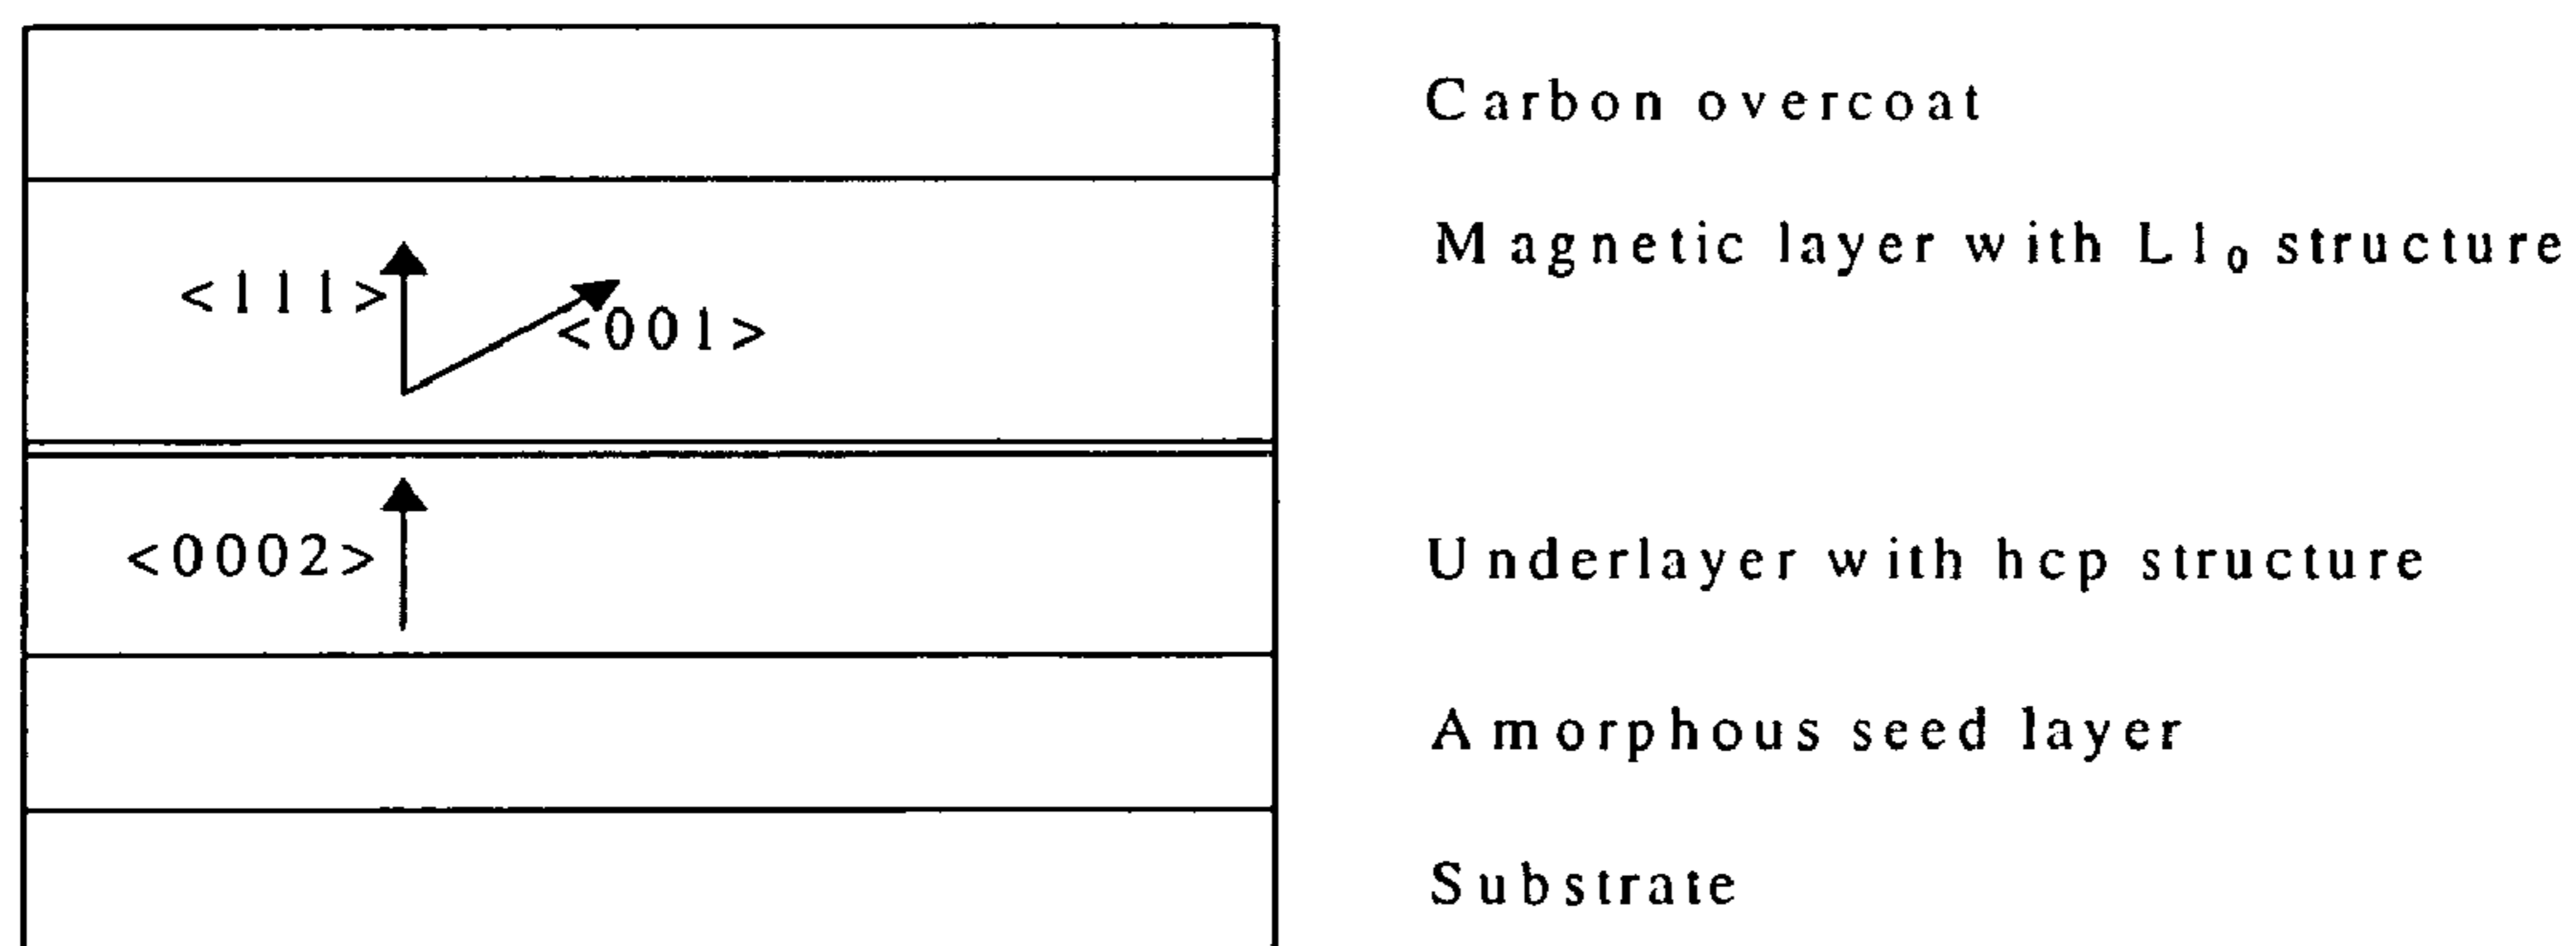 Carbon overcoat
Magnetic layer with L1₀ structure
<111>
<001>
<0002>
Underlayer with hcp structure
Amorphous seed layer
Substrate